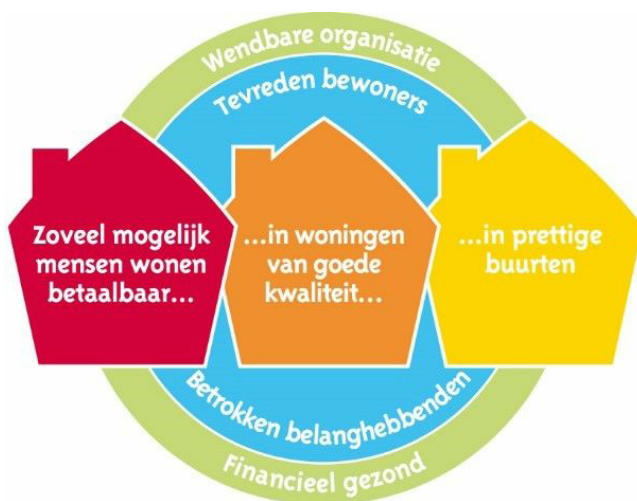 Wendbare organisatie
Tevreden bewoners
Zoveel mogelijk
mensen wonen
betaalbaar...
...in woningen
van goede
kwaliteit...
...in prettige
buurten
Betrokken belanghebbenden
Financieel gezond